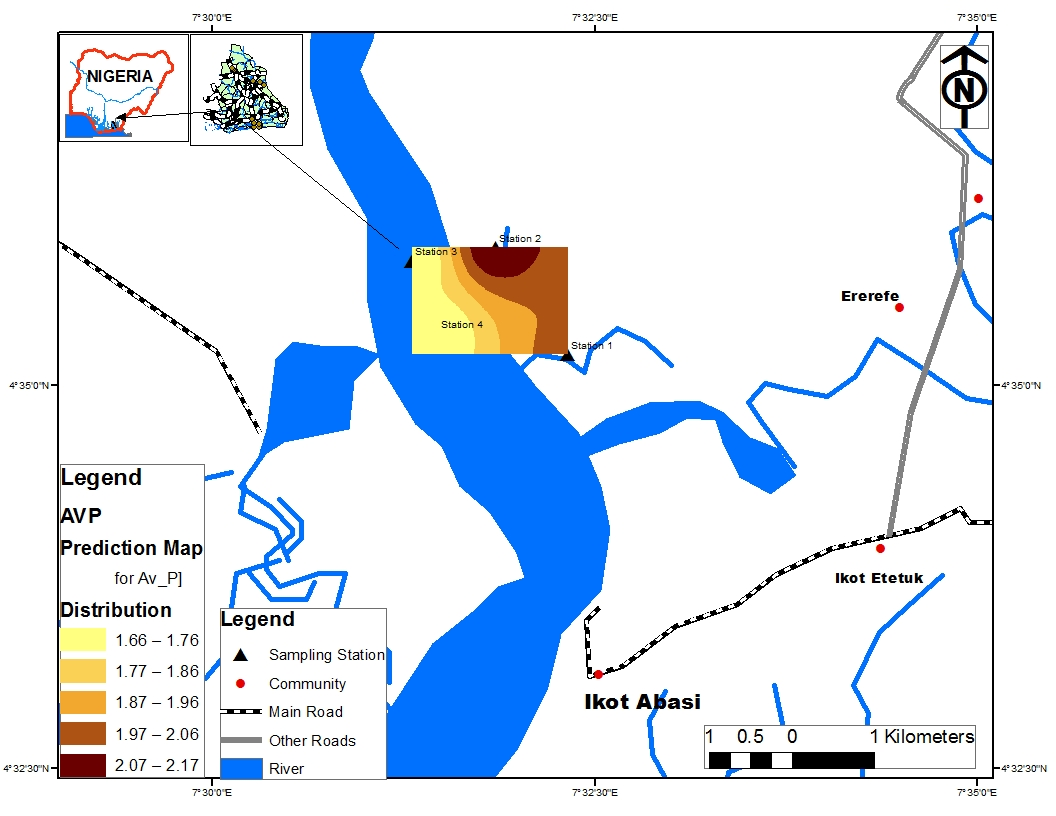 7°30'0"E 7°32'30"E 7°35'0"E
NIGERIA
N
Station 2
Station 3
Ererefe
Station 4
Station 1
4°35'0"N 4°35'0"N
Legend
AVP
Prediction Map
for Av_P]
Distribution
1.66 – 1.76
1.77 – 1.86
1.87 – 1.96
1.97 – 2.06
2.07 – 2.17
Legend
Sampling Station
Community
Main Road
Other Roads
River
Ikot Etetuk
Ikot Abasi
1 0.5 0 1 Kilometers
4°32'30"N 4°32'30"N
7°30'0"E 7°32'30"E 7°35'0"E